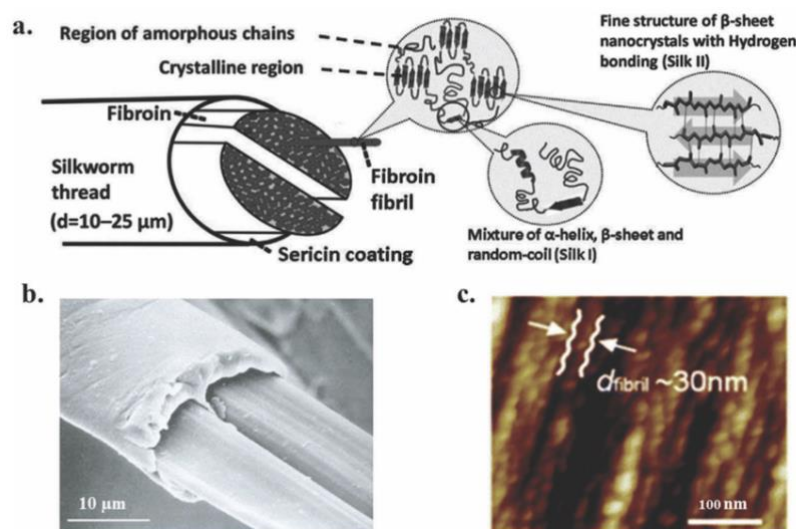 a.
Region of amorphous chains
Crystalline region
Fibroin
Silkworm
thread
(d=10–25 μm)
Fibroin
fibril
Sericin coating
Fine structure of β-sheet
nanocrystals with Hydrogen
bonding (Silk II)
Mixture of α-helix, β-sheet and
random-coil (Silk I)
b.
10 μm
c.
dfibril ~30nm
100 nm